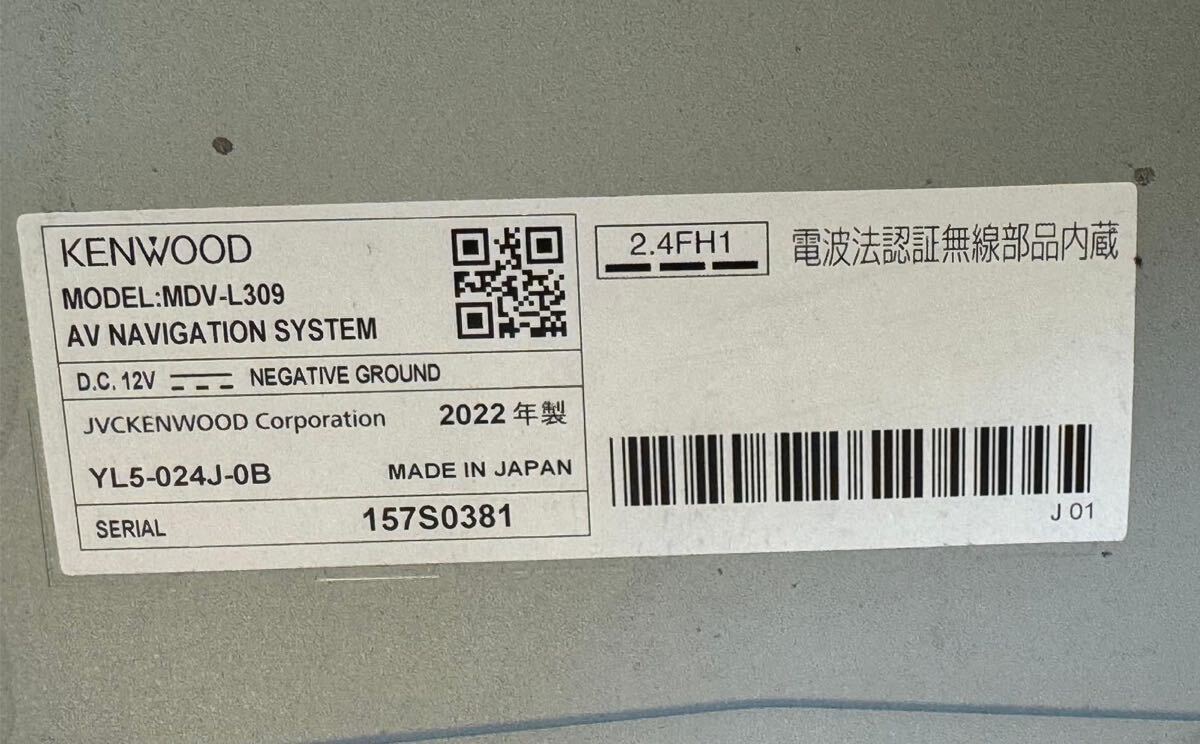 KENWOOD
MODEL:MDV-L309
AV NAVIGATION SYSTEM
D.C. 12V NEGATIVE GROUND
JVCKENWOOD Corporation 2022 年製
YL5-024J-0B MADE IN JAPAN
SERIAL 157S0381
2.4FH1 電波法認証無線部品内蔵
J 01